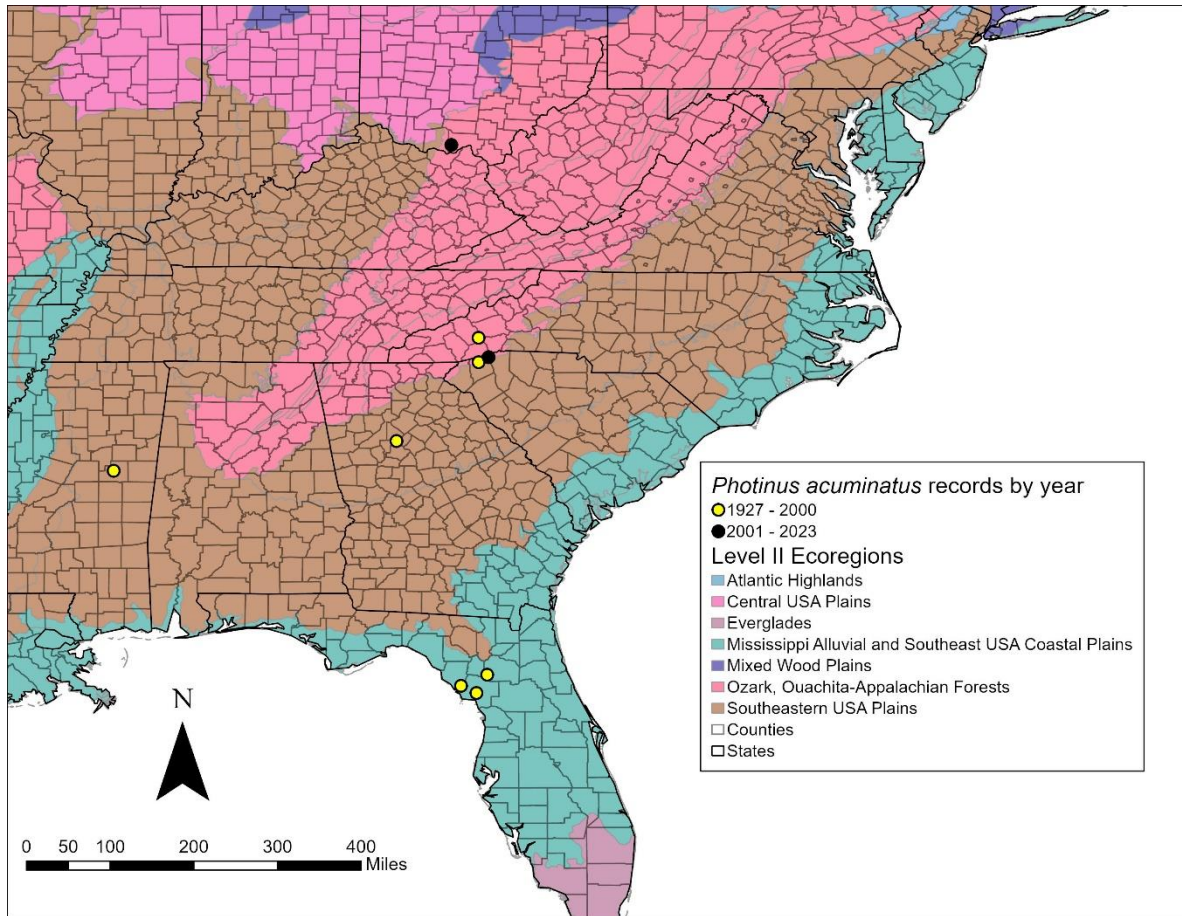 Photinus acuminatus records by year
1927 - 2000
2001 - 2023
Level II Ecoregions
Atlantic Highlands
Central USA Plains
Everglades
Mississippi Alluvial and Southeast USA Coastal Plains
Mixed Wood Plains
Ozark, Ouachita-Appalachian Forests
Southeastern USA Plains
Counties
States
N
0 50 100 200 300 400
Miles